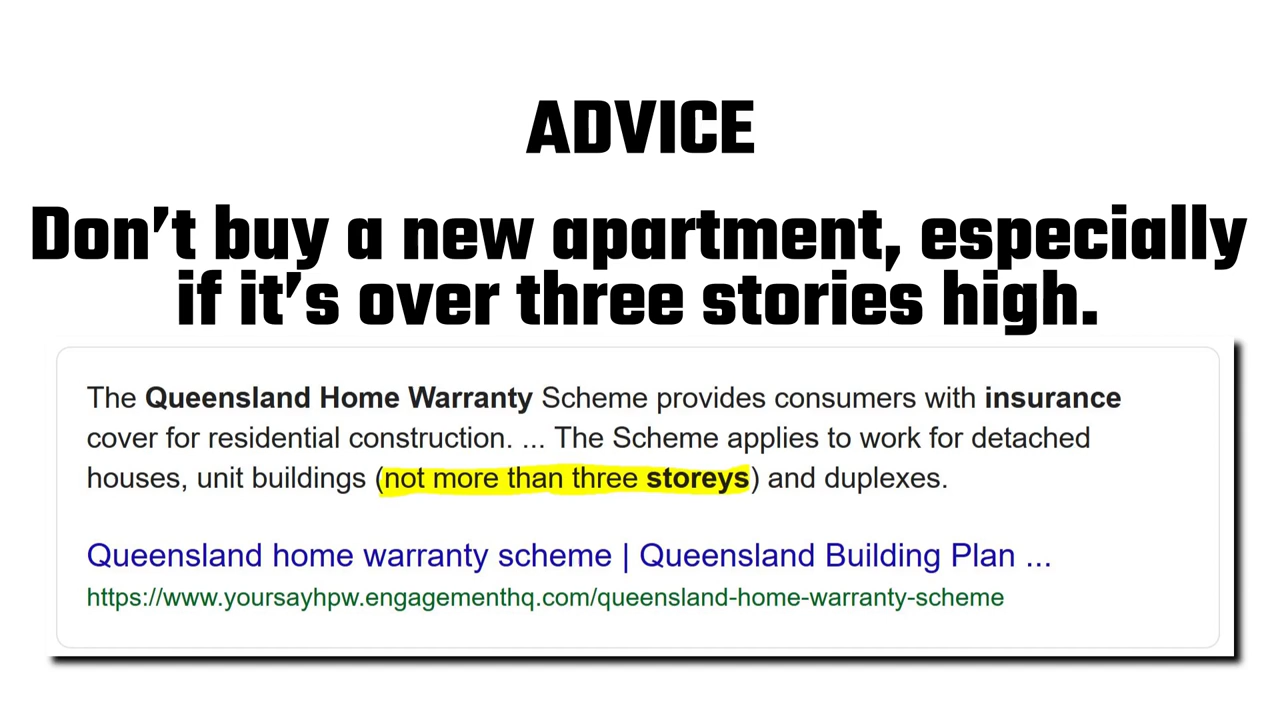 ADVICE
Don't buy a new apartment, especially
if it's over three stories high.
The Queensland Home Warranty Scheme provides consumers with insurance
cover for residential construction. ... The Scheme applies to work for detached
houses, unit buildings (not more than three storeys) and duplexes.
Queensland home warranty scheme | Queensland Building Plan ...
https://www.yoursayhpw.engagementhq.com/queensland-home-warranty-scheme